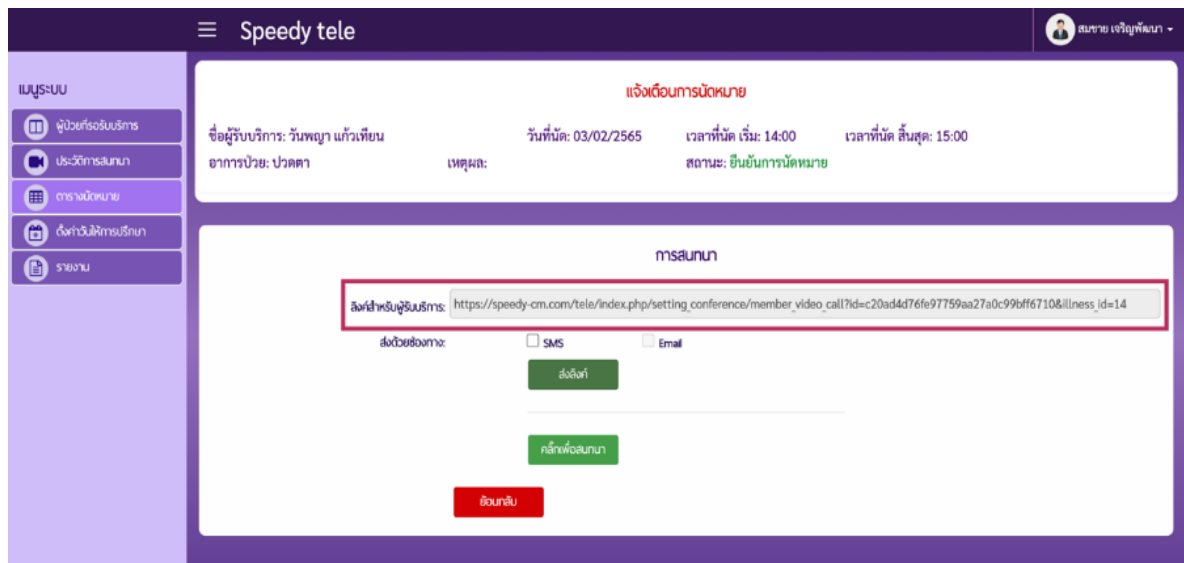 Speedy tele
สมชาย เจริญพัฒนา
เมนูระบบ
ผู้ป่วยที่รอรับบริการ
ประวัติการสนทนา
ตารางนัดหมาย
ตั้งค่าวันให้การปรึกษา
รายงาน
แจ้งเตือนการนัดหมาย
ชื่อผู้รับบริการ: วันพญา แก้วเทียน วันที่นัด: 03/02/2565 เวลาที่นัด เริ่ม: 14:00 เวลาที่นัด สิ้นสุด: 15:00
อาการป่วย: ปวดตา เหตุผล: สถานะ: ยืนยันการนัดหมาย
การสนทนา
ลิงค์สำหรับผู้รับบริการ: https://speedy-cm.com/tele/index.php/setting_conference/member_video_call?id=c20ad4d76fe97759aa27a0c99bff6710&illness_id=14
ส่งด้วยช่องทาง: SMS Email
ส่งลิงค์
คลิ๊กเพื่อสนทนา
ย้อนกลับ